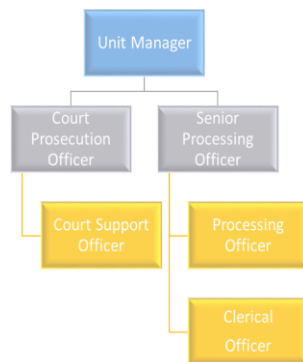 Unit Manager
Court
Prosecution
Officer
Senior
Processing
Officer
Court Support
Officer
Processing
Officer
Clerical
Officer